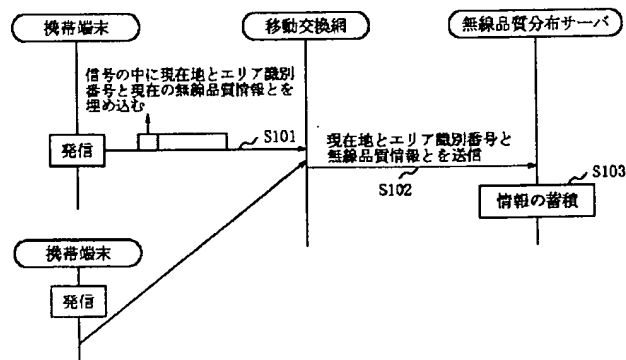 携帯端末
移動交換網
無線品質分布サーバ
信号の中に現在地とエリア識別
番号と現在の無線品質情報とを
埋め込む
発信
S101
現在地とエリア識別番号と
無線品質情報とを送信
S102
S103
情報の蓄積
携帯端末
発信